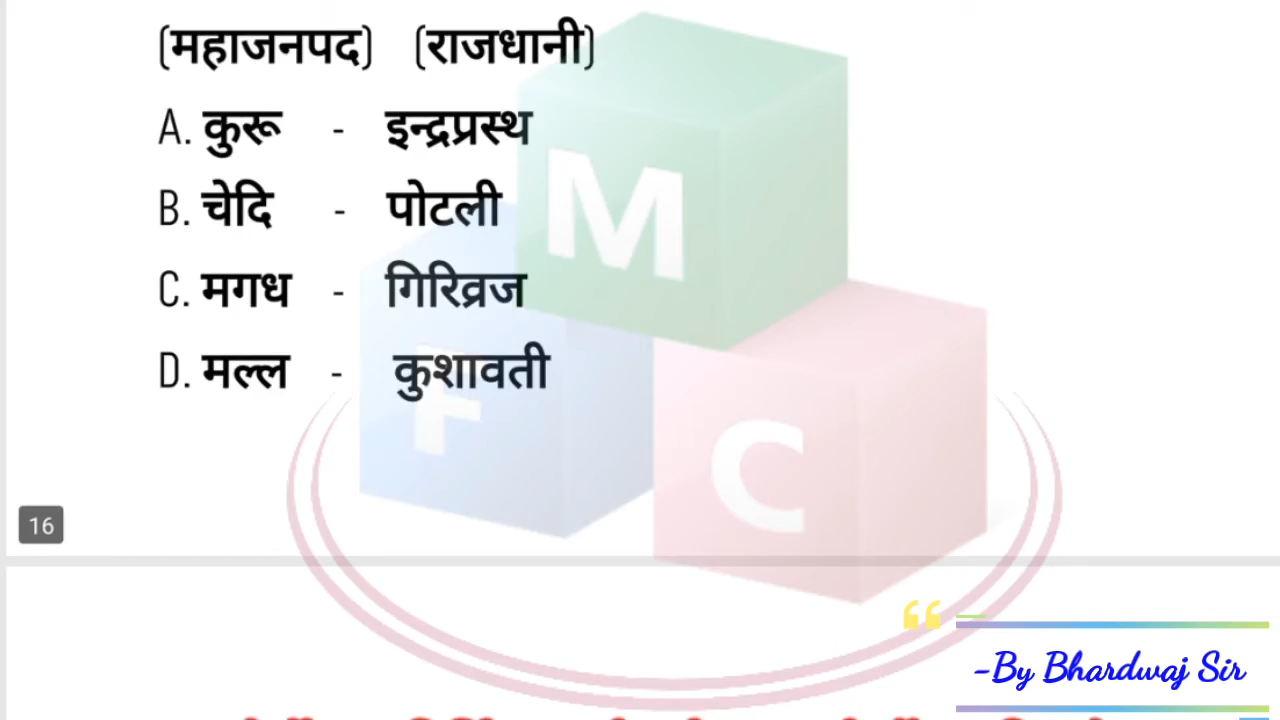 (महाजनपद) (राजधानी)
A. कुरू - इन्द्रप्रस्थ
B. चेदि - पोटली
C. मगध - गिरिव्रज
D. मल्ल - कुशावती
M
F
C
16
-By Bhardwaj Sir